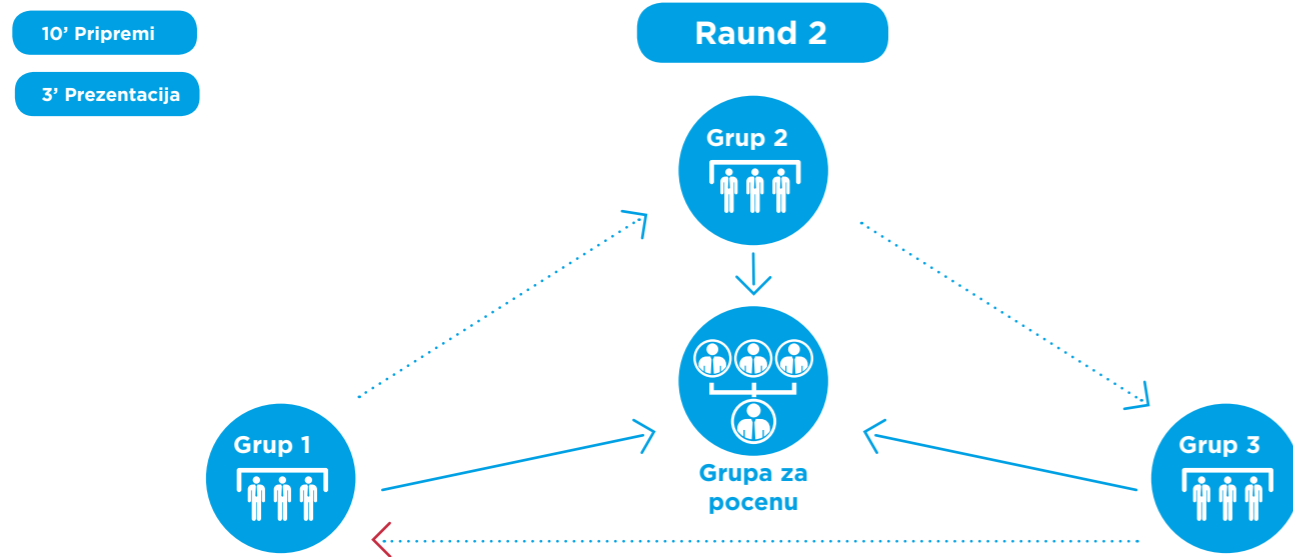 10’ Pripremi
Raund 2
3’ Prezentacija
Grup 2
Grup 1
Grup 3
Grupa za
pocenu